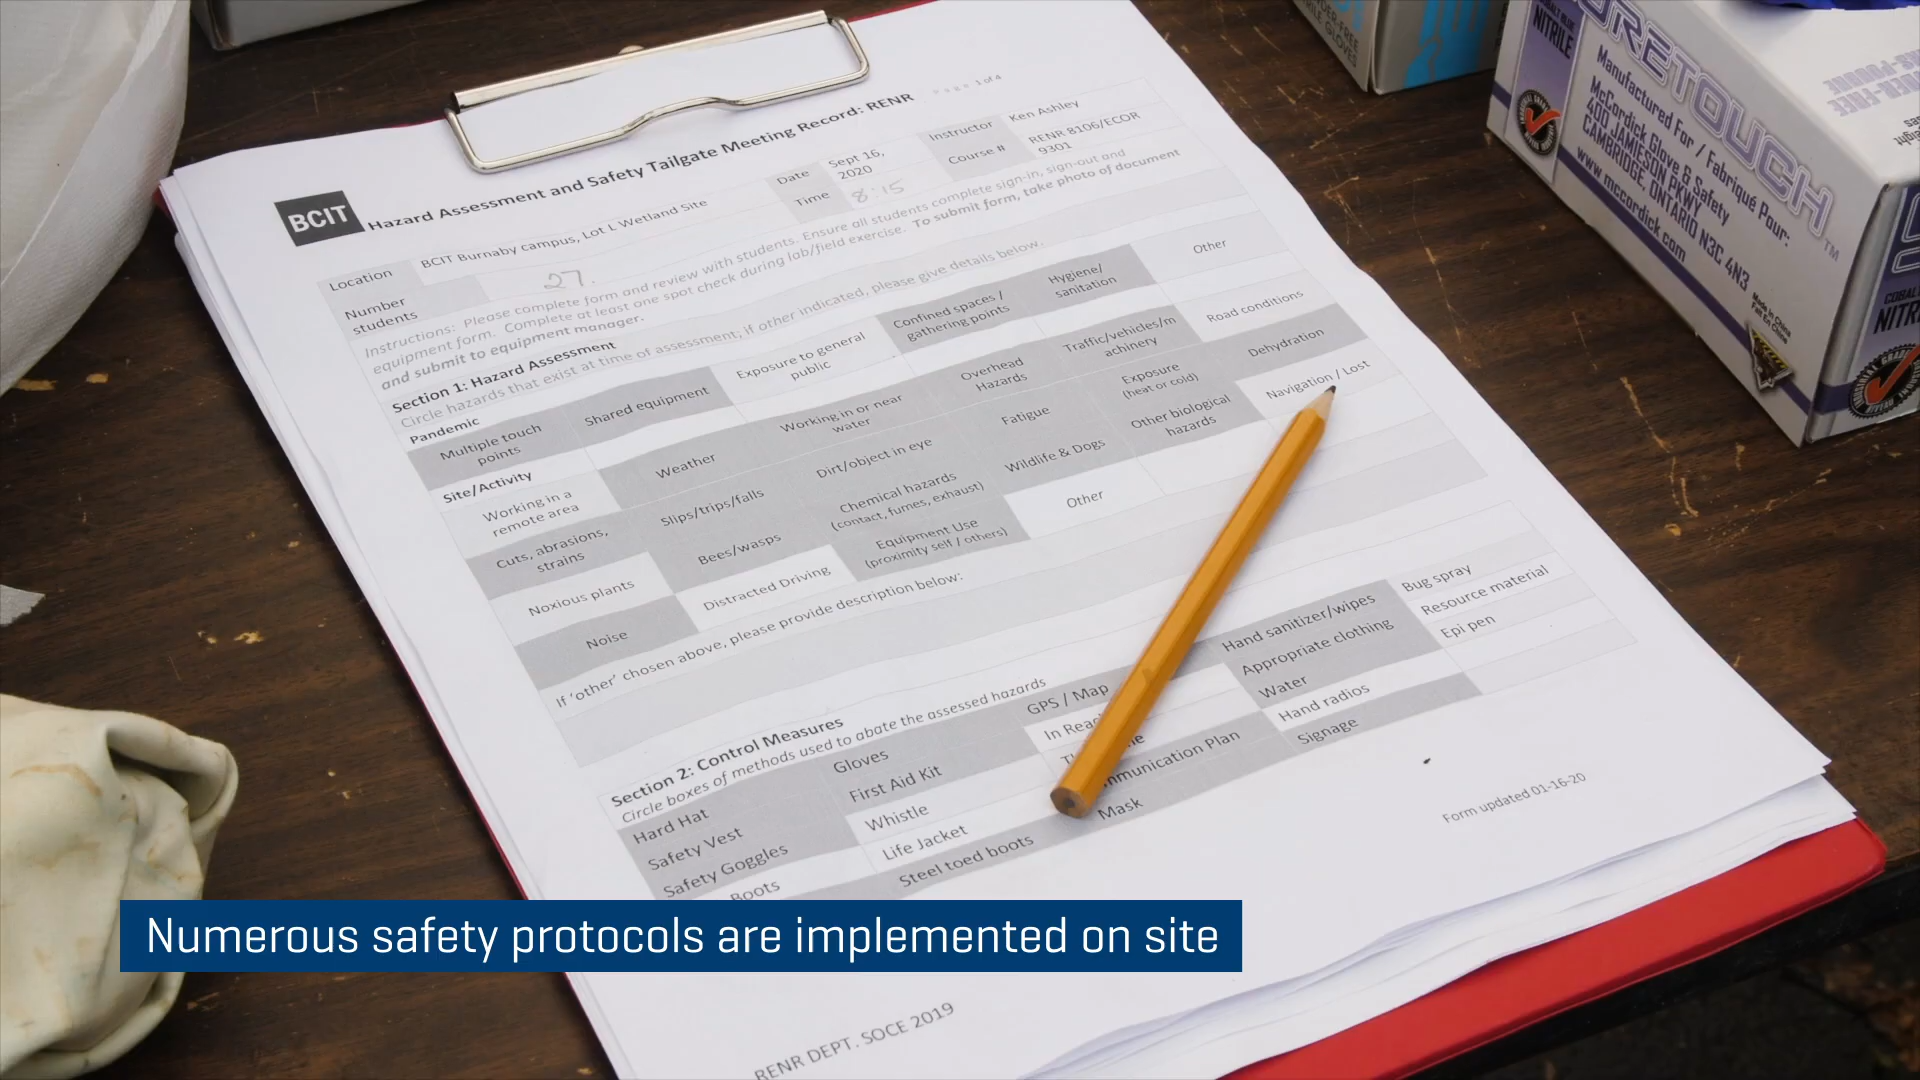 BCIT
Hazard Assessment and Safety Tailgate Meeting Record: RENR
Location BCIT Burnaby campus, Lot L Wetland Site
Date Sept 16, 2020
Instructor Ken Ashley
Number students 27.
Time 8:15
Course # RENR 8106/ECOR 9301
Instructions: Please complete form and review with students. Ensure all students complete sign-in, sign-out and
equipment form. Complete at least one spot check during lab/field exercise. To submit form, take photo of document
and submit to equipment manager.
Section 1: Hazard Assessment
Circle hazards that exist at time of assessment; if other indicated, please give details below.
Pandemic
Multiple touch points
Shared equipment
Exposure to general public
Confined spaces / gathering points
Hygiene/ sanitation
Other
Site/Activity
Working in a remote area
Weather
Working in or near water
Overhead Hazards
Traffic/vehicles/m achinery
Road conditions
Cuts, abrasions, strains
Slips/trips/falls
Dirt/object in eye
Fatigue
Exposure (heat or cold)
Dehydration
Noxious plants
Bees/wasps
Chemical hazards (contact, fumes, exhaust)
Wildlife & Dogs
Other biological hazards
Navigation / Lost
Noise
Distracted Driving
Equipment Use (proximity self / others)
Other
If 'other' chosen above, please provide description below:
Section 2: Control Measures
Circle boxes of methods used to abate the assessed hazards
Hard Hat
Gloves
GPS / Map
Hand sanitizer/wipes
Bug spray
Safety Vest
First Aid Kit
In
Appropriate clothing
Resource material
Safety Goggles
Whistle
Water
Epi pen
Boots
Life Jacket
Plan
Hand radios
Steel toed boots
Mask
Signage
Form updated 01-16-20
RENR DEPT. SOCE 2019
NITRILE GLOVES
NITRILE
Manufactured For / Fabriqué Pour:
McCordick Glove & Safety
400 JAMIESON PKWY
CAMBRIDGE, ONTARIO N3C 4N3
www.mccordick.com
Made in China
Numerous safety protocols are implemented on site